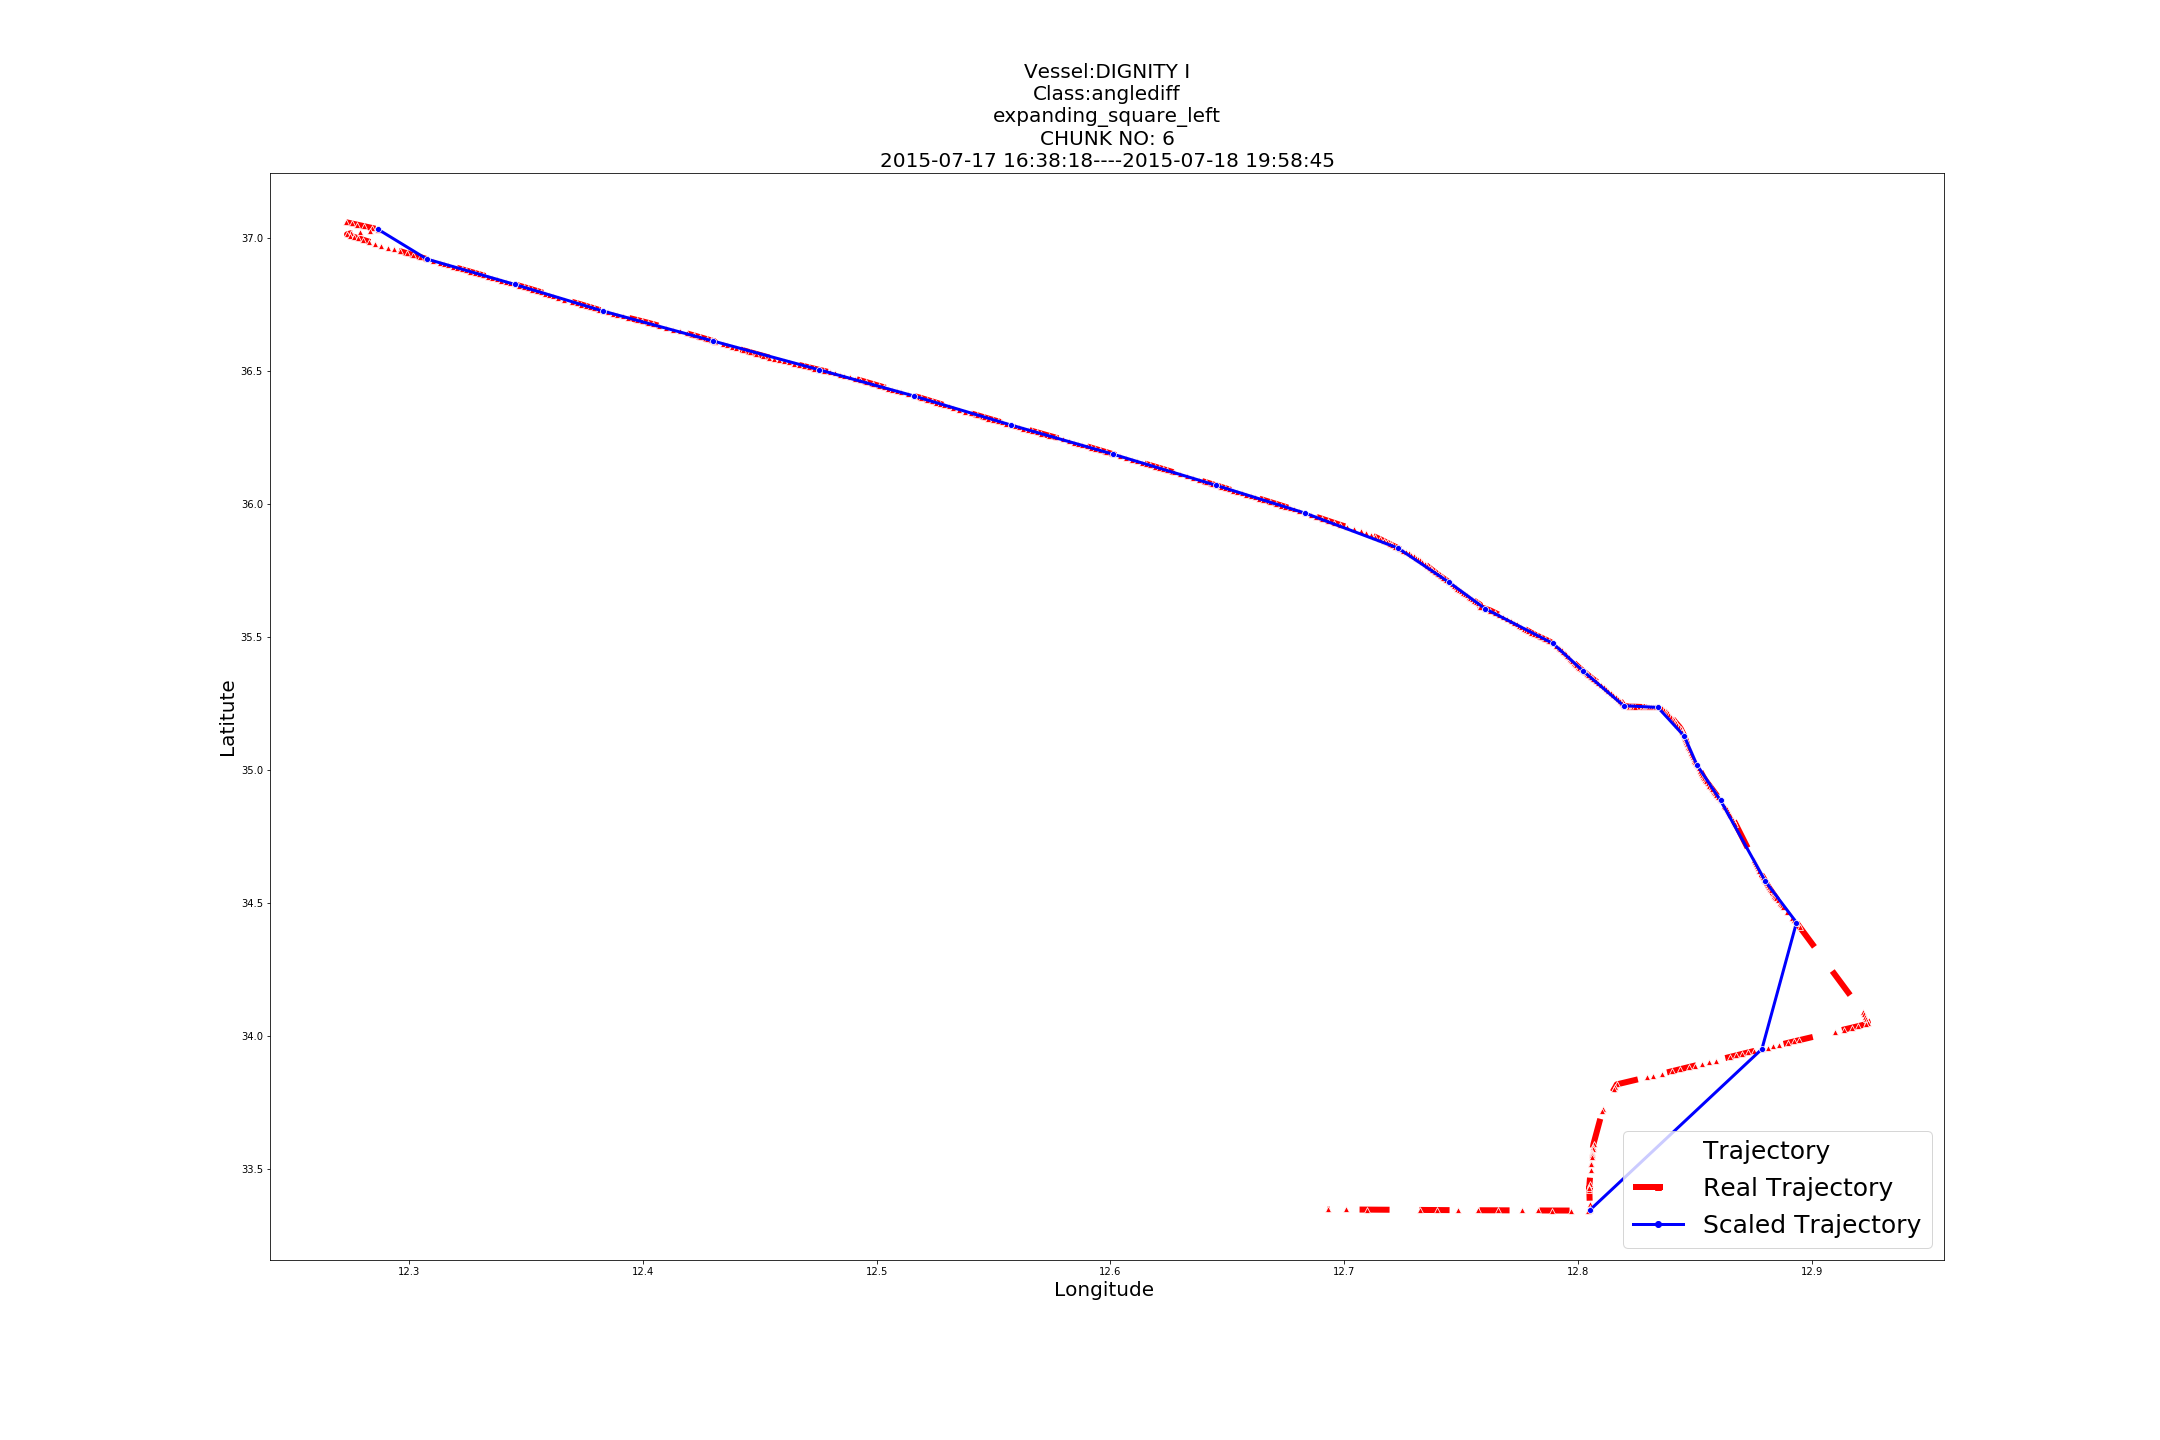 Vessel:DIGNITY I
Class:anglediff
expanding_square_left
CHUNK NO: 6
2015-07-17 16:38:18----2015-07-18 19:58:45
Latitute
37.0
36.5
36.0
35.5
35.0
34.5
34.0
33.5
12.3 12.4 12.5 12.6 12.7 12.8 12.9
Longitude
Trajectory
Real Trajectory
Scaled Trajectory